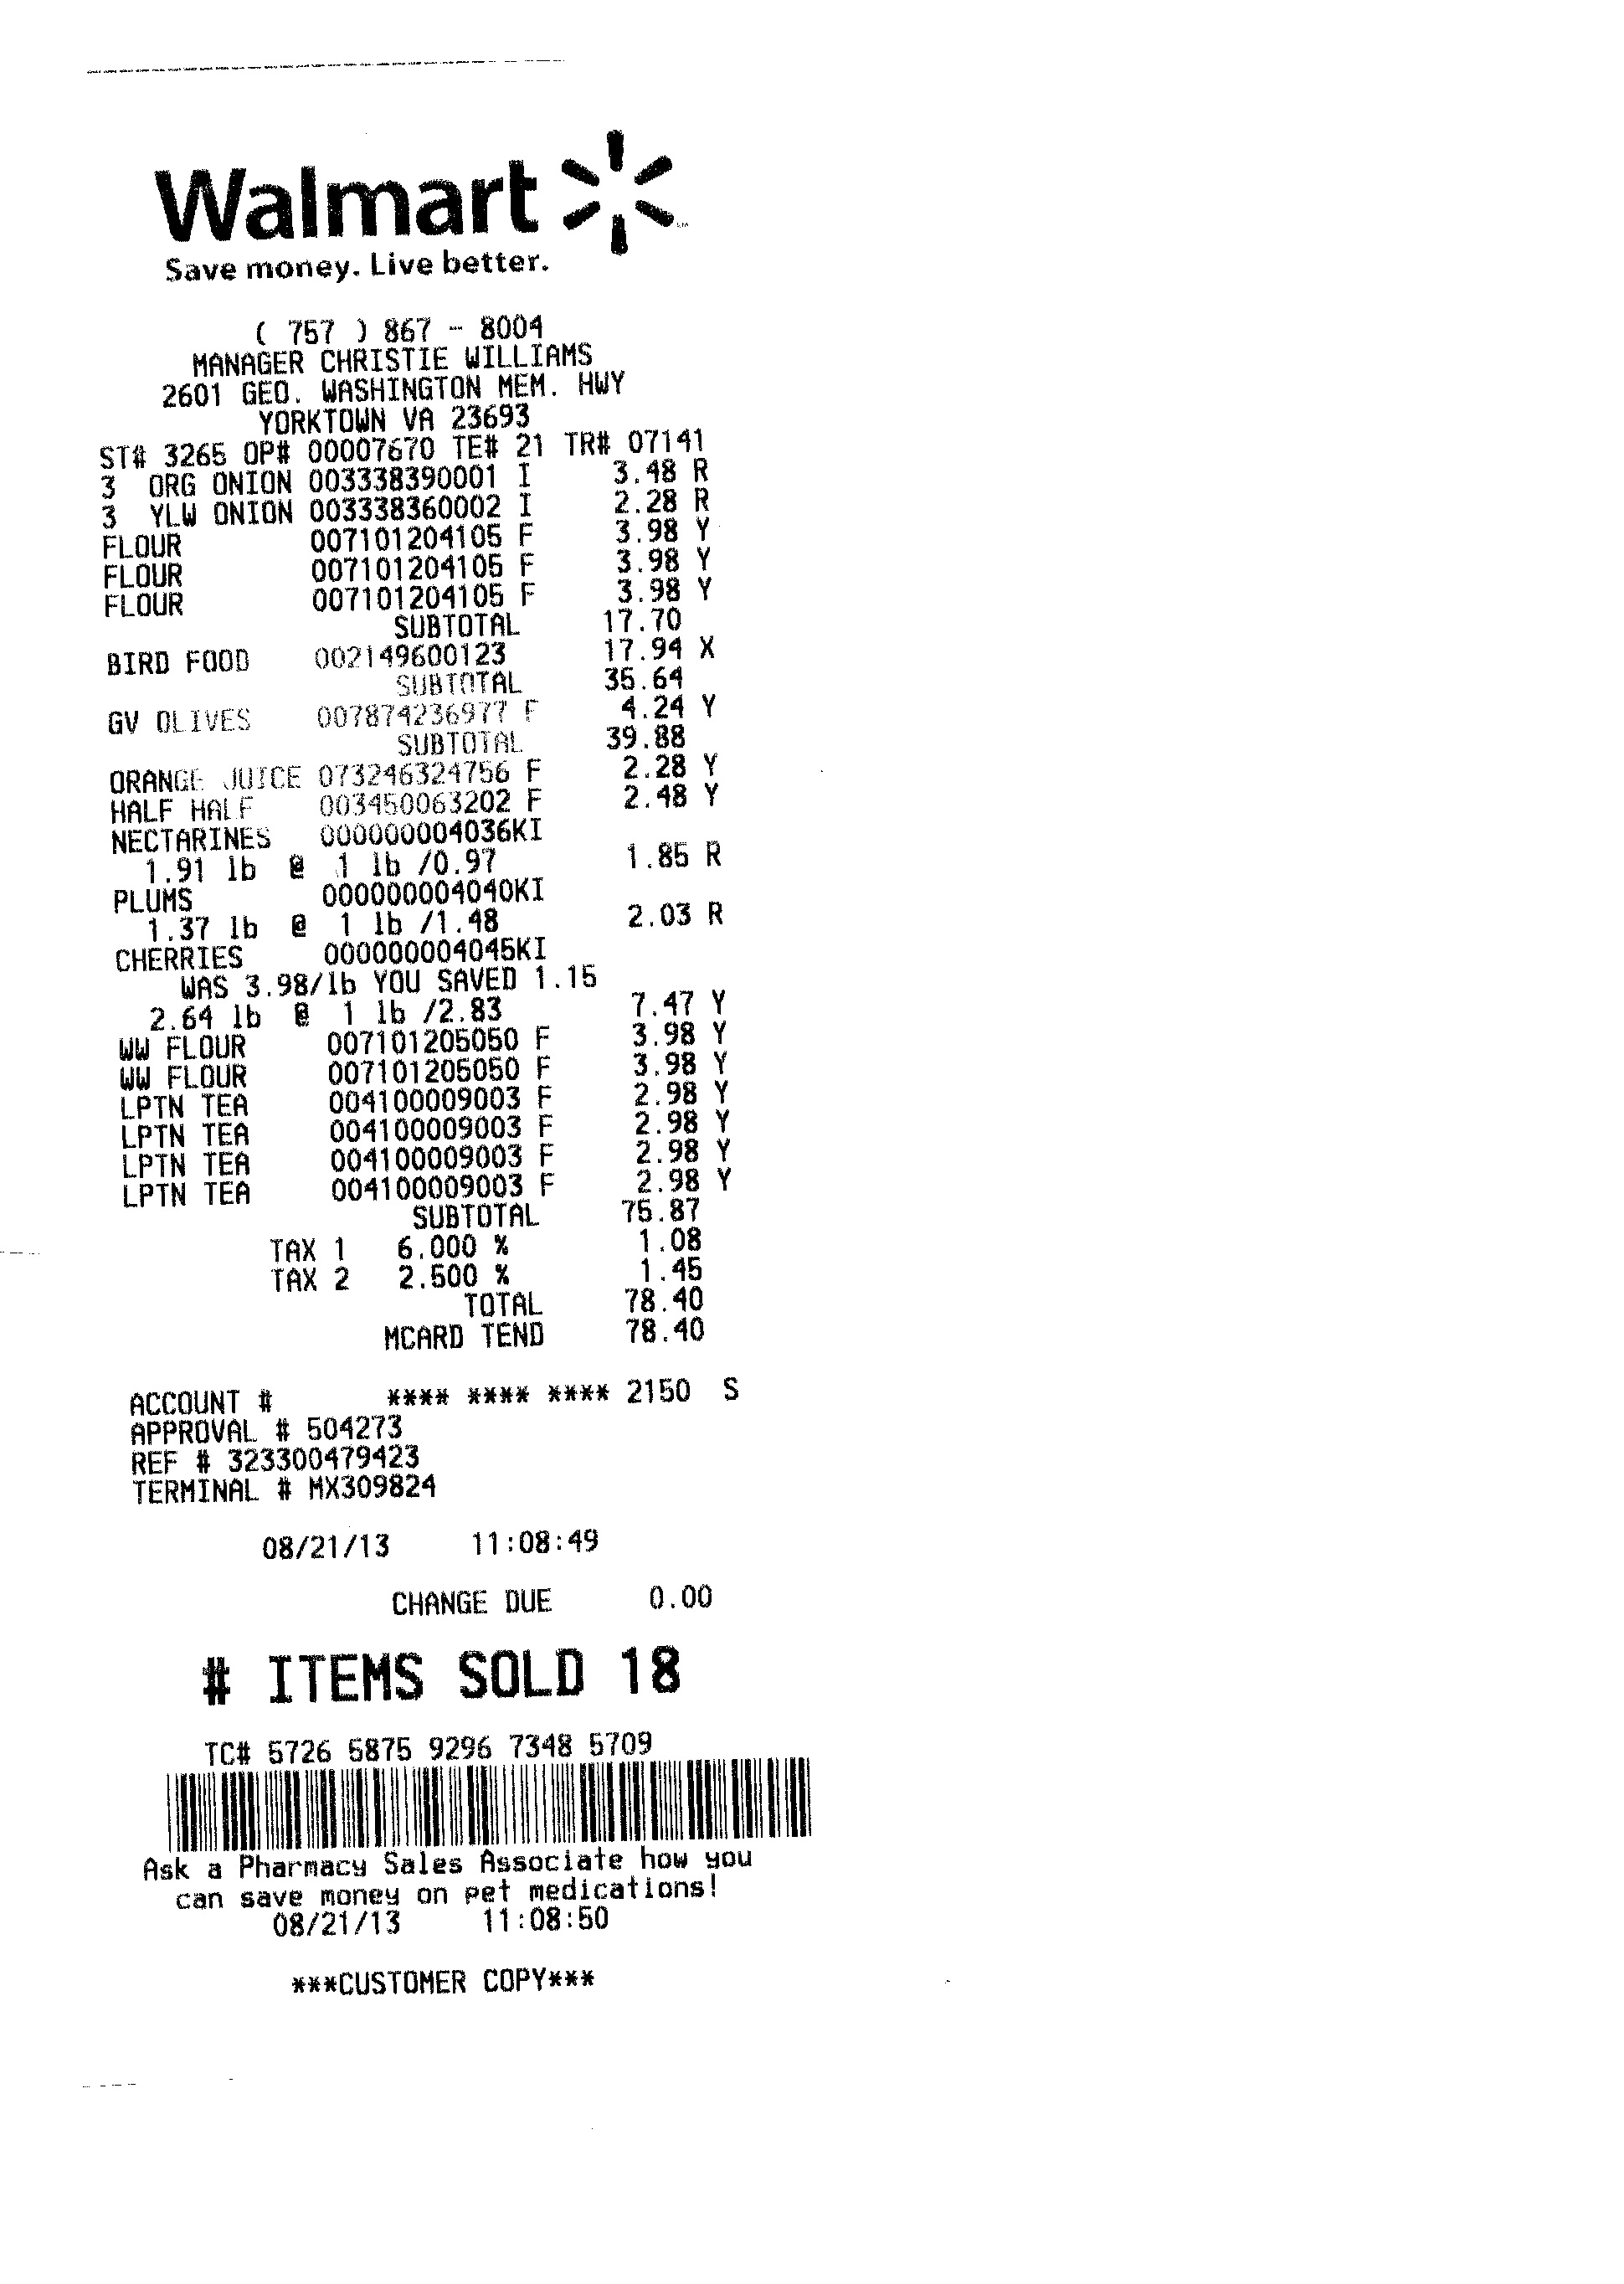 Walmart
Save money. Live better.
( 757 ) 867 - 8004
MANAGER CHRISTIE WILLIAMS
2601 GEO. WASHINGTON MEM. HWY
YORKTOWN VA 23693
ST# 3265 OP# 00007670 TE# 21 TR# 07141
3 ORG ONION 003338390001 I 3.48 R
3 YLW ONION 003338360002 I 2.28 R
FLOUR 007101204105 F 3.98 Y
FLOUR 007101204105 F 3.98 Y
FLOUR 007101204105 F 3.98 Y
SUBTOTAL 17.70
BIRD FOOD 002149600123 17.94 X
SUBTOTAL 35.64
GV OLIVES 007874236977 F 4.24 Y
SUBTOTAL 39.88
ORANGE JUICE 073246324756 F 2.28 Y
HALF HALF 003450063202 F 2.48 Y
NECTARINES 000000004036KI
1.91 lb @ 1 lb /0.97 1.85 R
PLUMS 000000004040KI
1.37 lb @ 1 lb /1.48 2.03 R
CHERRIES 000000004045KI
WAS 3.98/lb YOU SAVED 1.15
2.64 lb @ 1 lb /2.83 7.47 Y
WW FLOUR 007101205050 F 3.98 Y
WW FLOUR 007101205050 F 3.98 Y
LPTN TEA 004100009003 F 2.98 Y
LPTN TEA 004100009003 F 2.98 Y
LPTN TEA 004100009003 F 2.98 Y
LPTN TEA 004100009003 F 2.98 Y
SUBTOTAL 75.87
TAX 1 6.000 % 1.08
TAX 2 2.500 % 1.45
TOTAL 78.40
MCARD TEND 78.40
ACCOUNT # **** **** **** 2150 S
APPROVAL # 504273
REF # 323300479423
TERMINAL # MX309824
08/21/13 11:08:49
CHANGE DUE 0.00
# ITEMS SOLD 18
TC# 5726 5875 9296 7348 5709
Ask a Pharmacy Sales Associate how you
can save money on pet medications!
08/21/13 11:08:50
***CUSTOMER COPY***